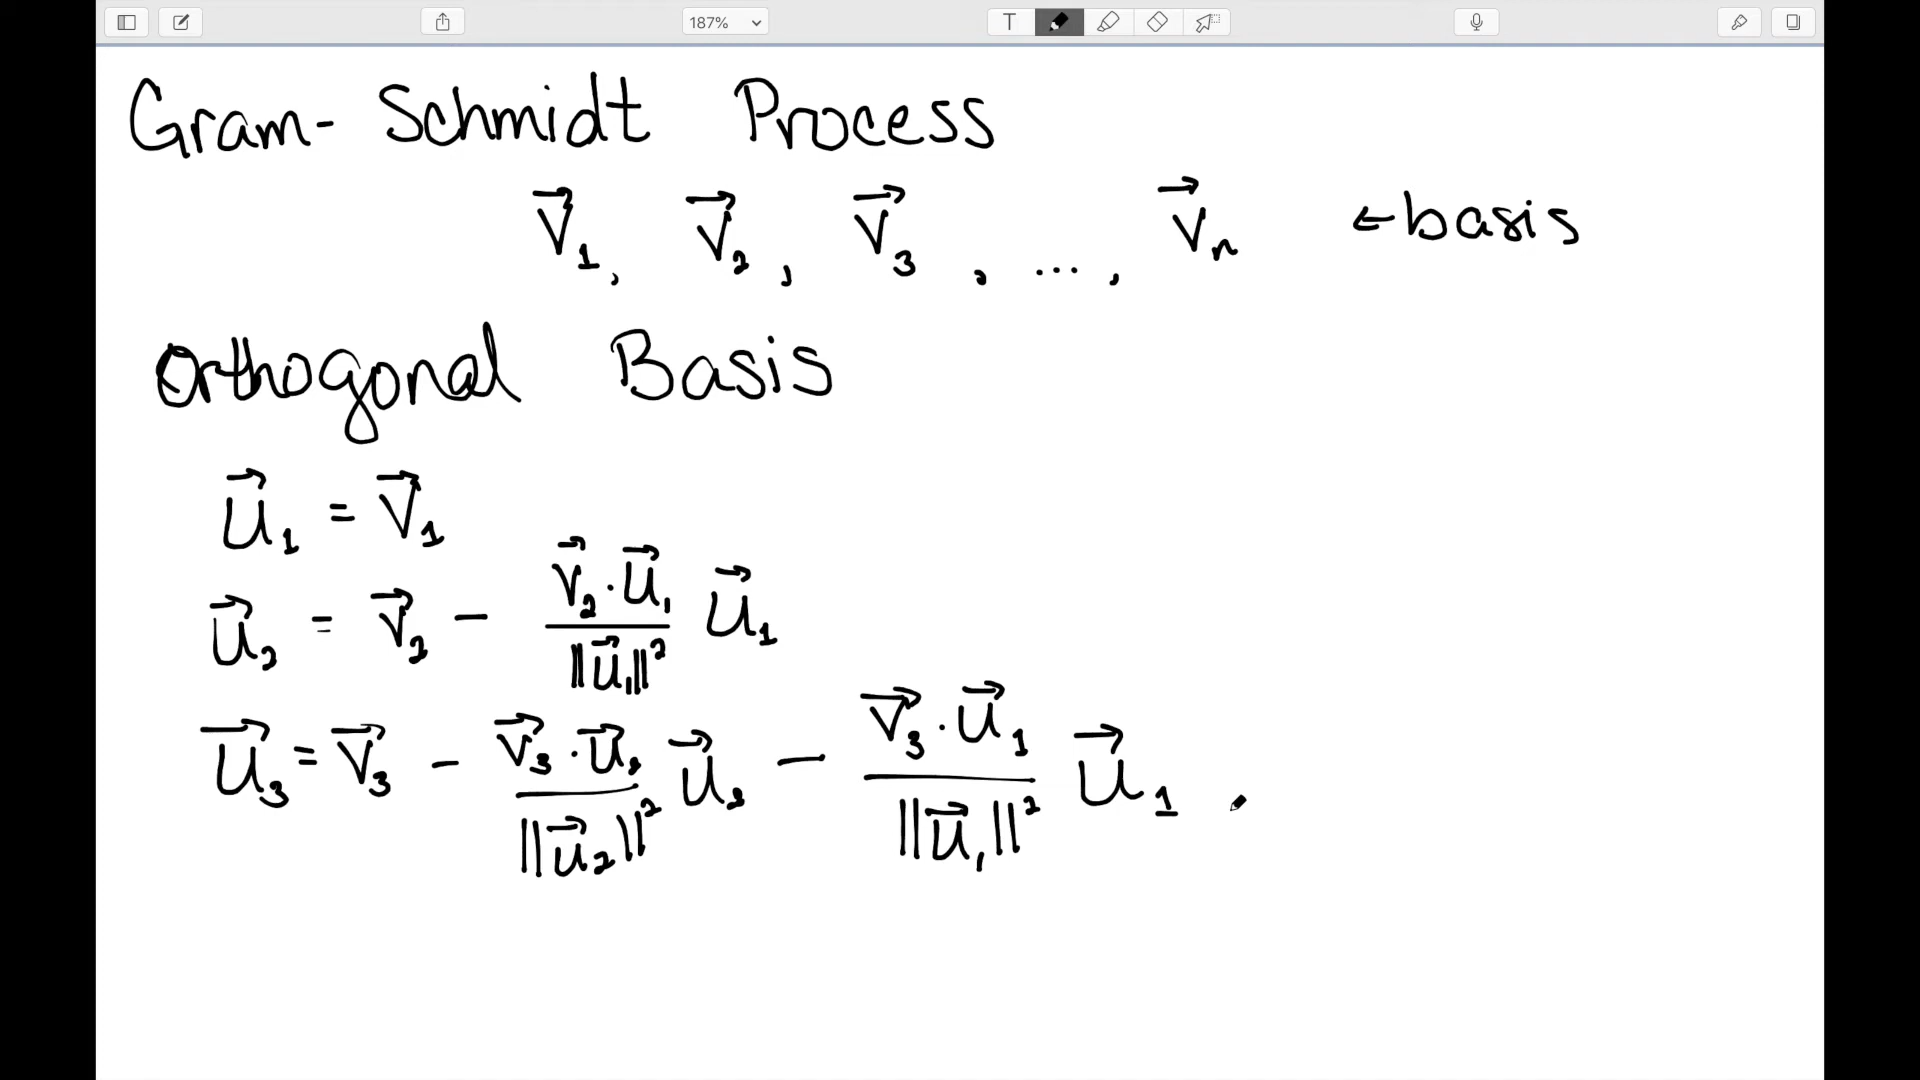 187%
T
Gram-Schmidt Process
v⃗₁, v⃗₂, v⃗₃, ..., v⃗ₙ ← basis
Orthogonal Basis
u⃗₁ = v⃗₁
u⃗₂ = v⃗₂ - (v⃗₂ · u⃗₁)/‖u⃗₁‖² u⃗₁
u⃗₃ = v⃗₃ - (v⃗₃ · u⃗₂)/‖u⃗₂‖² u⃗₂ - (v⃗₃ · u⃗₁)/‖u⃗₁‖² u⃗₁